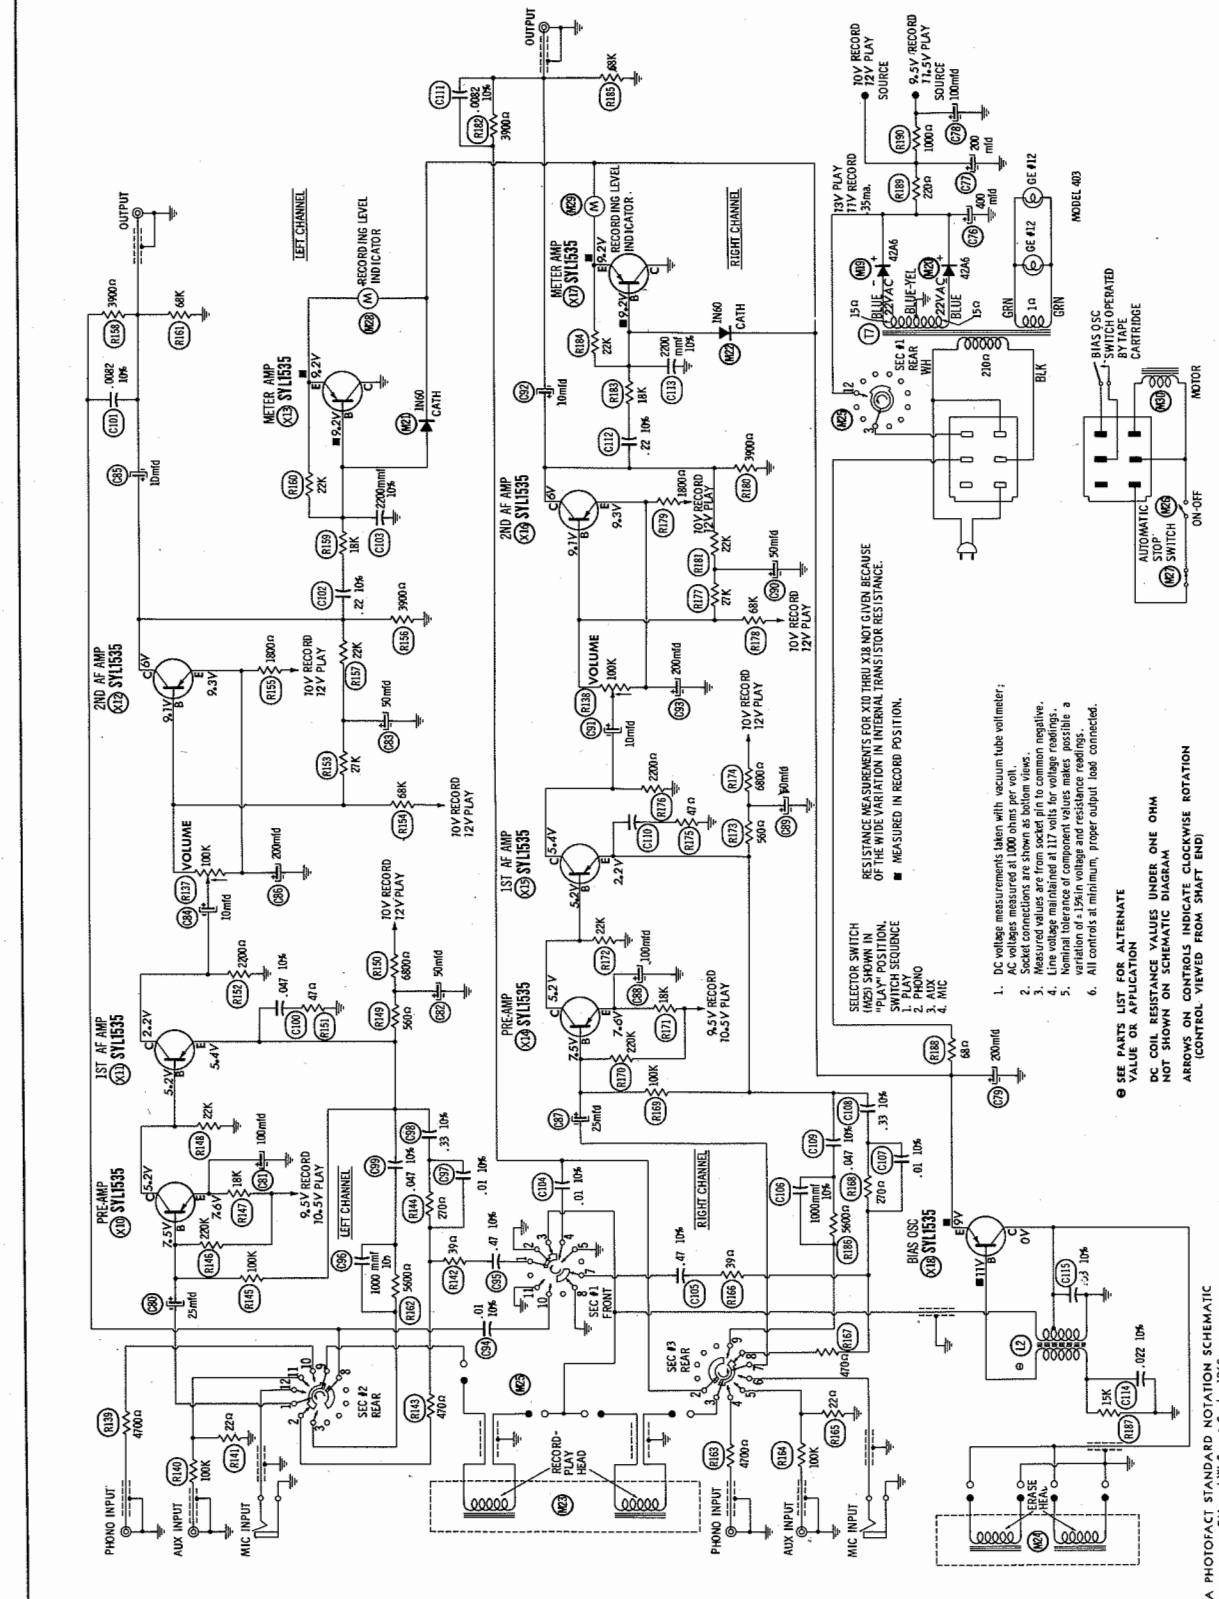 OUTPUT
R158
3900Ω
C101
.0082
10%
R161
68K
C85
10mfd
LEFT CHANNEL
METER AMP
X13 SYL1535
E 9.2V
■9.2V
B
C
M28
RECORDING LEVEL
INDICATOR
R160
22K
M21
1N60
CATH
R159
18K
C103
2200mmf
10%
C102
.22 10%
R156
3900Ω
2ND AF AMP
X12 SYL1535
C 6V
9.1V
B
E
9.3V
R155
1800Ω
10V RECORD
12V PLAY
R157
22K
C83
50mfd
R153
27K
R154
68K
10V RECORD
12V PLAY
VOLUME
R137
100K
C84
10mfd
C86
200mfd
10V RECORD
12V PLAY
R150
6800Ω
C82
50mfd
R149
560Ω
1ST AF AMP
X11 SYL1535
C
2.2V
5.2V
B
E
5.4V
R152
2200Ω
C100
.047 10%
R151
47Ω
PRE-AMP
X10 SYL1535
C
5.2V
7.5V
B
E
7.6V
R148
22K
C81
100mfd
R147
18K
9.5V RECORD
10.5V PLAY
R146
220K
R145
100K
C80
25mfd
LEFT CHANNEL
C99
.047 10%
C98
.33 10%
C97
.01 10%
R144
270Ω
C96
1000 mmf
R162
5600Ω
R142
39Ω
C95
.47 10%
C94
.01
10%
SEC #1
FRONT
R139
4700Ω
R140
100K
R141
22Ω
PHONO INPUT
AUX INPUT
MIC INPUT
SEC #2
REAR
R143
470Ω
M25
RECORD-
PLAY
HEAD
M23
OUTPUT
C111
.0082
10%
R182
3900Ω
R185
68K
METER AMP
X17 SYL1535
M29
RECORDING LEVEL
INDICATOR
E 9.2V
■9.2V
B
C
RIGHT CHANNEL
C92
10mfd
R184
22K
R183
18K
C113
2200
mmf
10%
M22
1N60
CATH
C112
.22 10%
R180
3900Ω
2ND AF AMP
X16 SYL1535
C 6V
9.1V
B
E
9.3V
R179
1800Ω
10V RECORD
12V PLAY
R181
22K
C90
50mfd
R177
27K
R178
68K
10V RECORD
12V PLAY
VOLUME
R138
100K
C91
10mfd
C93
200mfd
10V RECORD
12V PLAY
R174
6800Ω
C89
50mfd
R173
560Ω
1ST AF AMP
X15 SYL1535
C
5.4V
5.2V
B
E
2.2V
R176
2200Ω
C110
R175
47Ω
PRE-AMP
X14 SYL1535
C
5.2V
7.5V
B
E
7.6V
R172
22K
C88
100mfd
R171
18K
9.5V RECORD
10.5V PLAY
R170
220K
R169
100K
C87
25mfd
RIGHT CHANNEL
C104
.01 10%
C109
.047 10%
C108
.33 10%
C107
.01 10%
R168
270Ω
C106
1000mmf
10%
R186
5600Ω
C105
.47 10%
R166
39Ω
R167
470Ω
SEC #3
REAR
R163
4700Ω
R164
100K
R165
22Ω
PHONO INPUT
AUX INPUT
MIC INPUT
BIAS OSC
X18 SYL1535
E
■9V
B
■11V
C
0V
C115
10%
L2
.022 10%
C114
15K
R187
ERASE
HEAD
M24
R188
68Ω
C79
200mfd
10V RECORD
12V PLAY
SOURCE
9.5V/RECORD
11.5V PLAY
SOURCE
R190
1000Ω
C78
100mfd
C77
200
mfd
R189
220Ω
C76
400
mfd
13V PLAY
11V RECORD
.35ma.
M19
42A6
M20
42A6
T7
15Ω
BLUE
22VAC
BLUE-YEL
22VAC
BLUE
15Ω
GRN
1Ω
GRN
GE #12
GE #12
MODEL 403
210Ω
WH
BLK
SEC #1
REAR
M25
12
3
BIAS OSC
SWITCH OPERATED
BY TAPE
CARTRIDGE
M30
MOTOR
AUTOMATIC
STOP
SWITCH
M27
M26
ON-OFF
RESISTANCE MEASUREMENTS FOR X10 THRU X18 NOT GIVEN BECAUSE
OF THE WIDE VARIATION IN INTERNAL TRANSISTOR RESISTANCE.
■ MEASURED IN RECORD POSITION.
SELECTOR SWITCH
(M25) SHOWN IN
"PLAY" POSITION.
SWITCH SEQUENCE
1. PLAY
2. PHONO
3. AUX
4. MIC
1. DC voltage measurements taken with vacuum tube voltmeter;
AC voltages measured at 1000 ohms per volt.
2. Socket connections are shown as bottom views.
3. Measured values are from socket pin to common negative.
4. Line voltage maintained at 117 volts for voltage readings.
5. Nominal tolerance of component values makes possible a
variation of ±15% in voltage and resistance readings.
6. All controls at minimum, proper output load connected.
SEE PARTS LIST FOR ALTERNATE
VALUE OR APPLICATION
DC COIL RESISTANCE VALUES UNDER ONE OHM
NOT SHOWN ON SCHEMATIC DIAGRAM
ARROWS ON CONTROLS INDICATE CLOCKWISE ROTATION
(CONTROL VIEWED FROM SHAFT END)
A PHOTOFACT STANDARD NOTATION SCHEMATIC